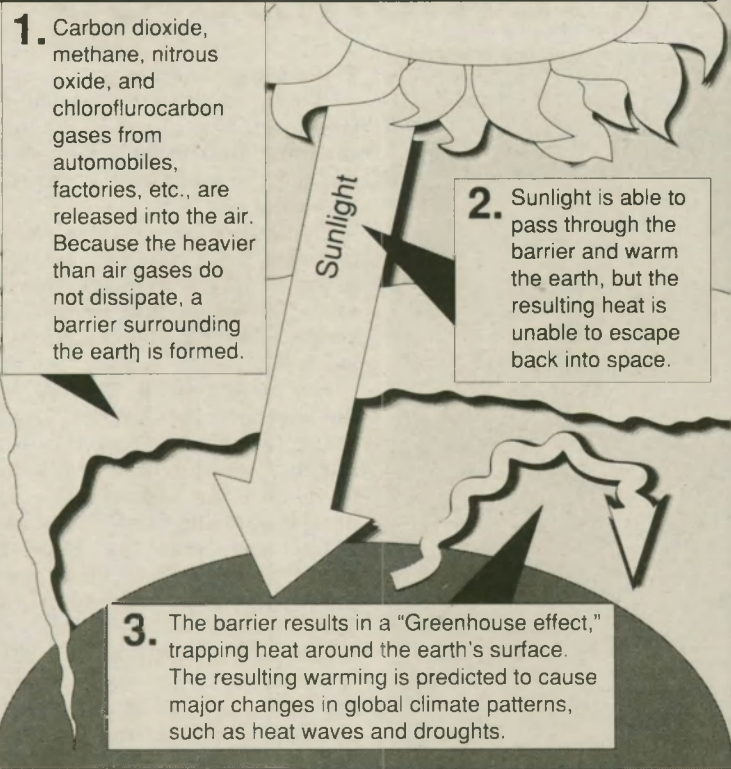 1. Carbon dioxide,
methane, nitrous
oxide, and
chloroflurocarbon
gases from
automobiles,
factories, etc., are
released into the air.
Because the heavier
than air gases do
not dissipate, a
barrier surrounding
the earth is formed.
Sunlight
2. Sunlight is able to
pass through the
barrier and warm
the earth, but the
resulting heat is
unable to escape
back into space.
3. The barrier results in a “Greenhouse effect,”
trapping heat around the earth's surface.
The resulting warming is predicted to cause
major changes in global climate patterns,
such as heat waves and droughts.